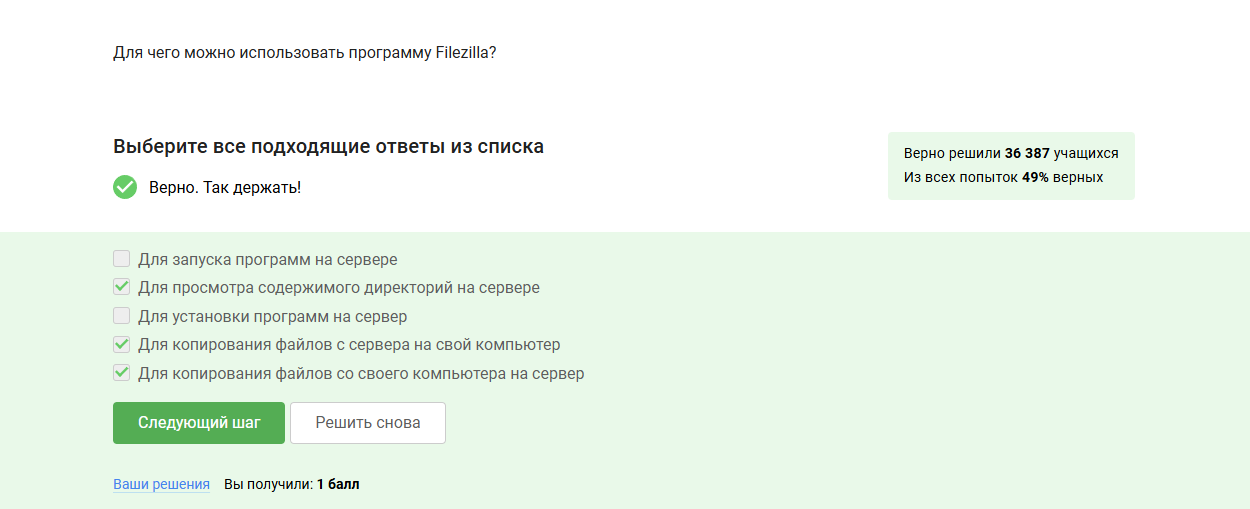 Для чего можно использовать программу Filezilla?
Выберите все подходящие ответы из списка
Верно. Так держать!
Верно решили 36 387 учащихся
Из всех попыток 49% верных
Для запуска программ на сервере
Для просмотра содержимого директорий на сервере
Для установки программ на сервер
Для копирования файлов с сервера на свой компьютер
Для копирования файлов со своего компьютера на сервер
Следующий шаг
Решить снова
Ваши решения Вы получили: 1 балл